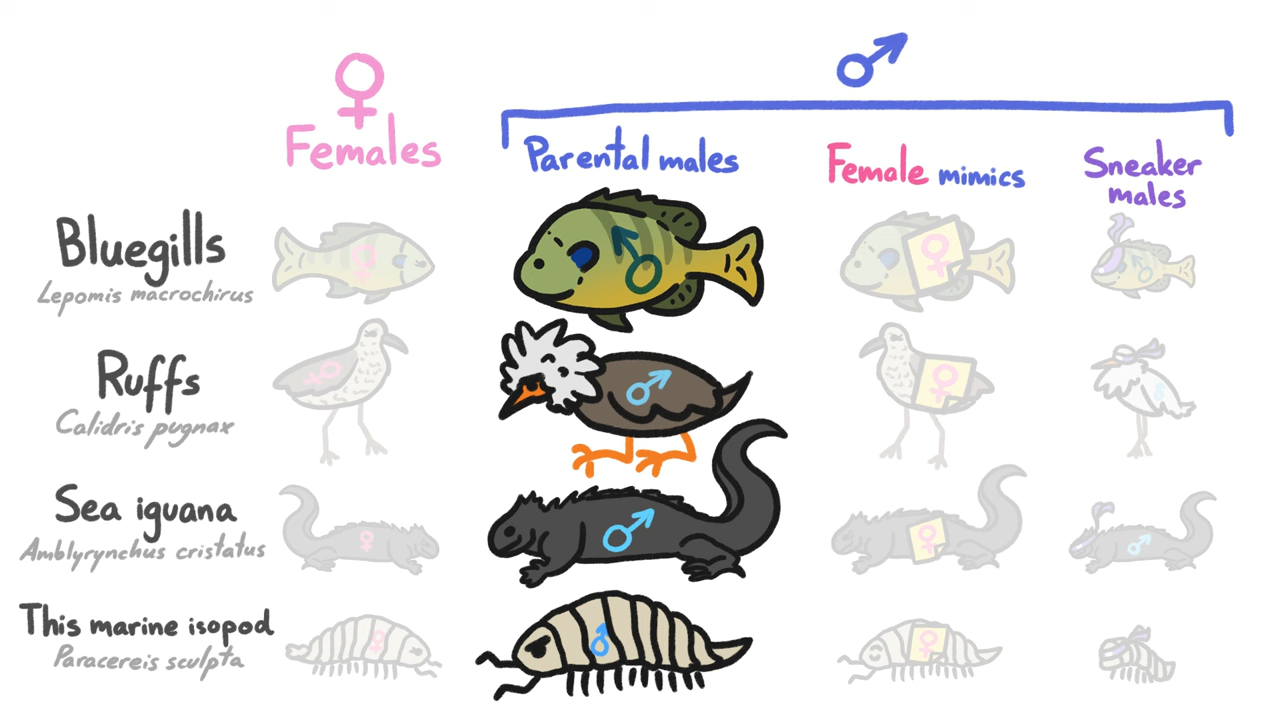 Females
Parental males
Female mimics
Sneaker
males
Bluegills
Lepomis macrochirus
Ruffs
Calidris pugnax
Sea iguana
Amblyrynchus cristatus
This marine isopod
Paracereis sculpta